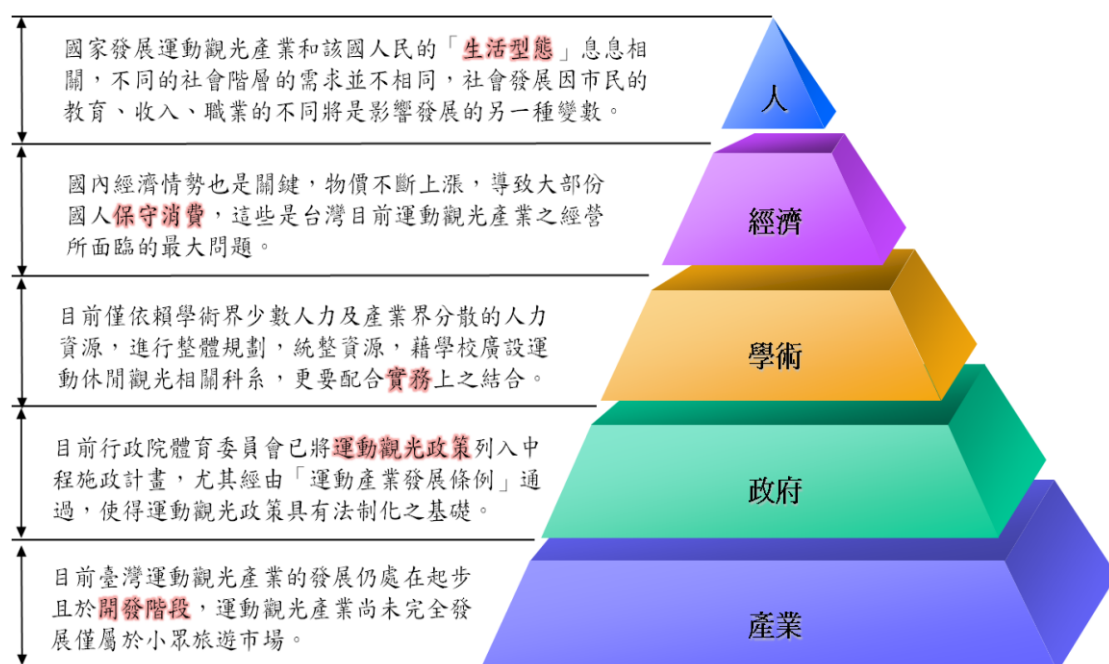 國家發展運動觀光產業和該國人民的「生活型態」息息相
關，不同的社會階層的需求並不相同，社會發展因市民的
教育、收入、職業的不同將是影響發展的另一種變數。
人
國內經濟情勢也是關鍵，物價不斷上漲，導致大部份
國人保守消費，這些是台灣目前運動觀光產業之經營
所面臨的最大問題。
經濟
目前僅依賴學術界少數人力及產業界分散的人力
資源，進行整體規劃，統整資源，藉學校廣設運
動休閒觀光相關科系，更要配合實務上之結合。
學術
目前行政院體育委員會已將運動觀光政策列入中
程施政計畫，尤其經由「運動產業發展條例」通
過，使得運動觀光政策具有法制化之基礎。
政府
目前臺灣運動觀光產業的發展仍處在起步
且於開發階段，運動觀光產業尚未完全發
展僅屬於小眾旅遊市場。
產業